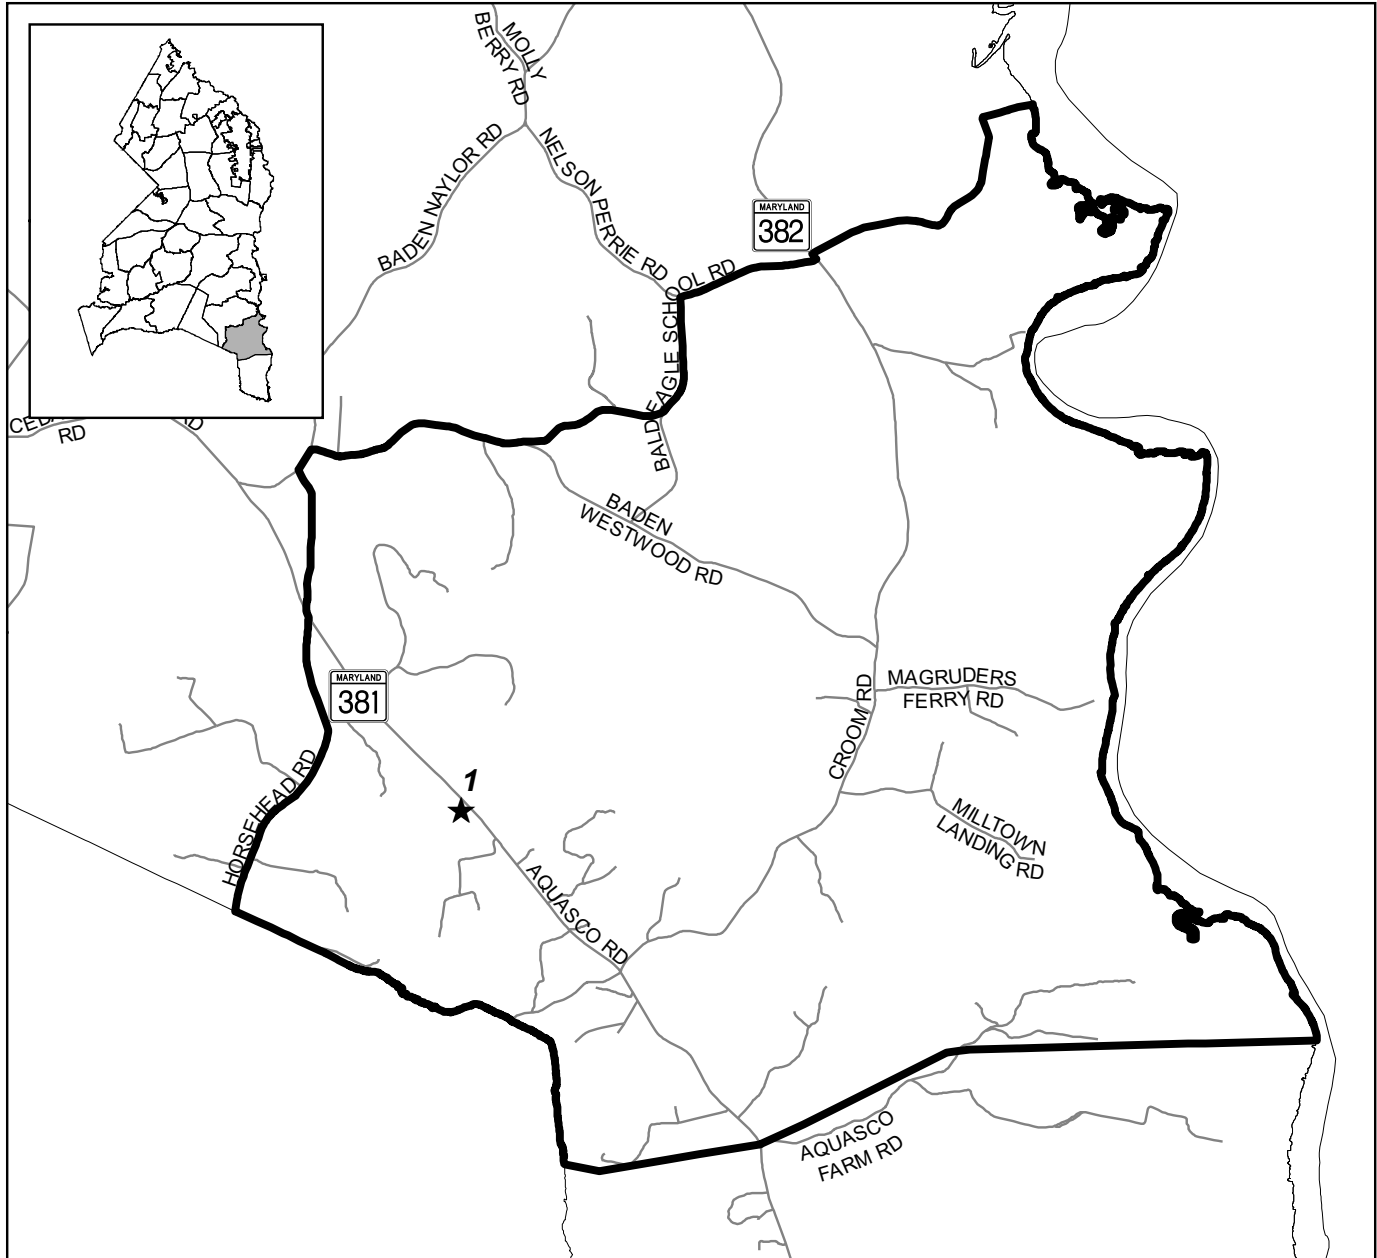 MOLLY
BERRY RD
BADEN NAYLOR RD
NELSON PERRIE RD
MARYLAND
382
BALD EAGLE SCHOOL RD
RD
BADEN
WESTWOOD RD
MARYLAND
381
CROOM RD
MAGRUDERS
FERRY RD
HORSEHEAD RD
1
MILLTOWN
LANDING RD
AQUASCO RD
AQUASCO
FARM RD